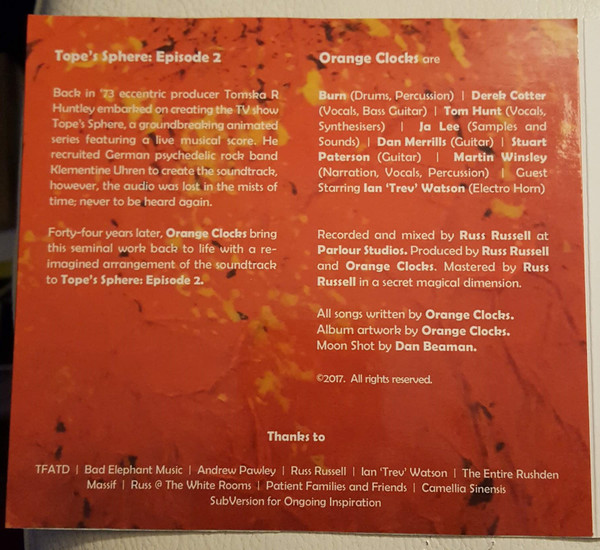 Tope's Sphere: Episode 2
Back in '73 eccentric producer Tomska R
Huntley embarked on creating the TV show
Tope's Sphere, a groundbreaking animated
series featuring a live musical score. He
recruited German psychedelic rock band
Klementine Uhren to create the soundtrack,
however, the audio was lost in the mists of
time; never to be heard again.
Forty-four years later, Orange Clocks bring
this seminal work back to life with a re-
imagined arrangement of the soundtrack
to Tope's Sphere: Episode 2.
Orange Clocks are
Burn (Drums, Percussion) | Derek Cotter
(Vocals, Bass Guitar) | Tom Hunt (Vocals,
Synthesisers) | Ja Lee (Samples and
Sounds) | Dan Merrills (Guitar) | Stuart
Paterson (Guitar) | Martin Winsley
(Narration, Vocals, Percussion) | Guest
Starring Ian 'Trev' Watson (Electro Horn)
Recorded and mixed by Russ Russell at
Parlour Studios. Produced by Russ Russell
and Orange Clocks. Mastered by Russ
Russell in a secret magical dimension.
All songs written by Orange Clocks.
Album artwork by Orange Clocks.
Moon Shot by Dan Beaman.
©2017. All rights reserved.
Thanks to
TFATD | Bad Elephant Music | Andrew Pawley | Russ Russell | Ian 'Trev' Watson | The Entire Rushden
Massif | Russ @ The White Rooms | Patient Families and Friends | Camellia Sinensis
SubVersion for Ongoing Inspiration